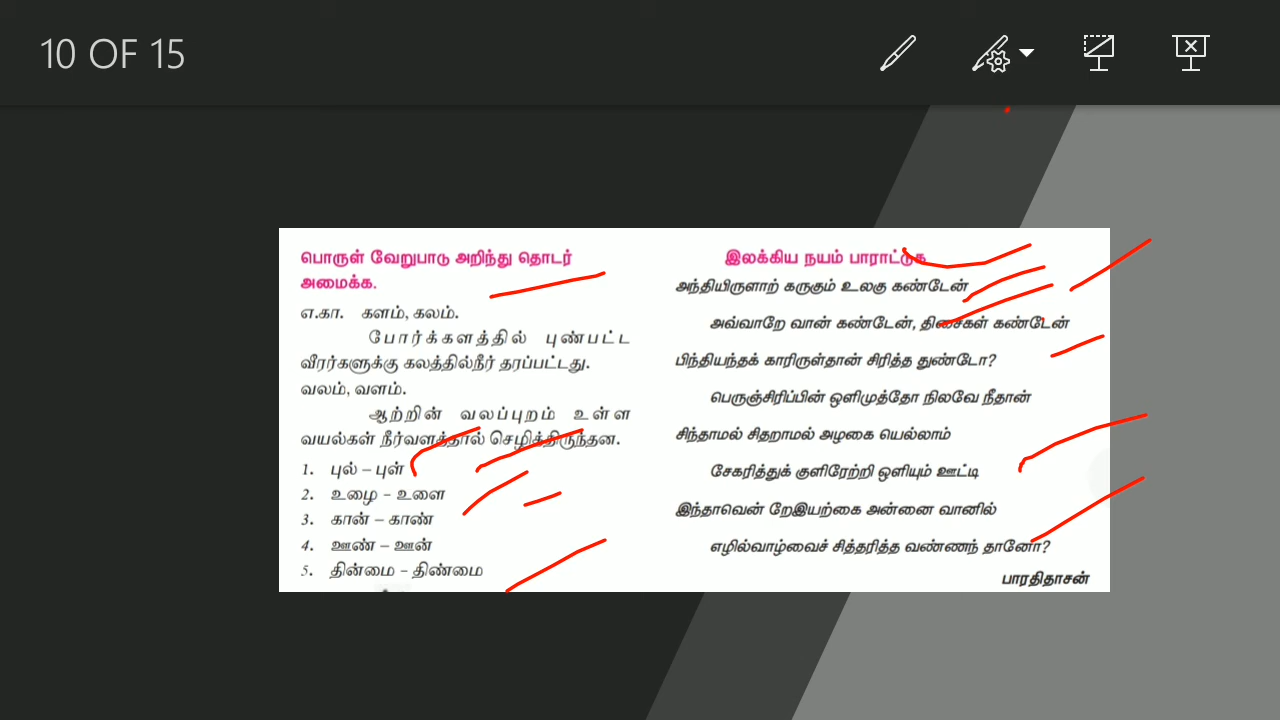 10 OF 15
பொருள் வேறுபாடு அறிந்து தொடர்
அமைக்க.
எ.கா. களம், கலம்.
போர்க்களத்தில் புண்பட்ட
வீரர்களுக்கு கலத்தில்நீர் தரப்பட்டது.
வலம், வளம்.
ஆற்றின் வலப்புறம் உள்ள
வயல்கள் நீர்வளத்தால் செழித்திருந்தன.
1. புல் – புள்
2. உழை – உளை
3. கான் – காண்
4. ஊண் – ஊன்
5. தின்மை – திண்மை
இலக்கிய நயம் பாராட்டுக
அந்தியிருளாற் கருகும் உலகு கண்டேன்
அவ்வாறே வான் கண்டேன், திசைகள் கண்டேன்
பிந்தியந்தக் காரிருள்தான் சிரித்த துண்டோ?
பெருஞ்சிரிப்பின் ஒளிமுத்தோ நிலவே நீதான்
சிந்தாமல் சிதறாமல் அழகை யெல்லாம்
சேகரித்துக் குளிரேற்றி ஒளியும் ஊட்டி
இந்தாவென் றேஇயற்கை அன்னை வானில்
எழில்வாழ்வைச் சித்தரித்த வண்ணந் தானோ?
பாரதிதாசன்